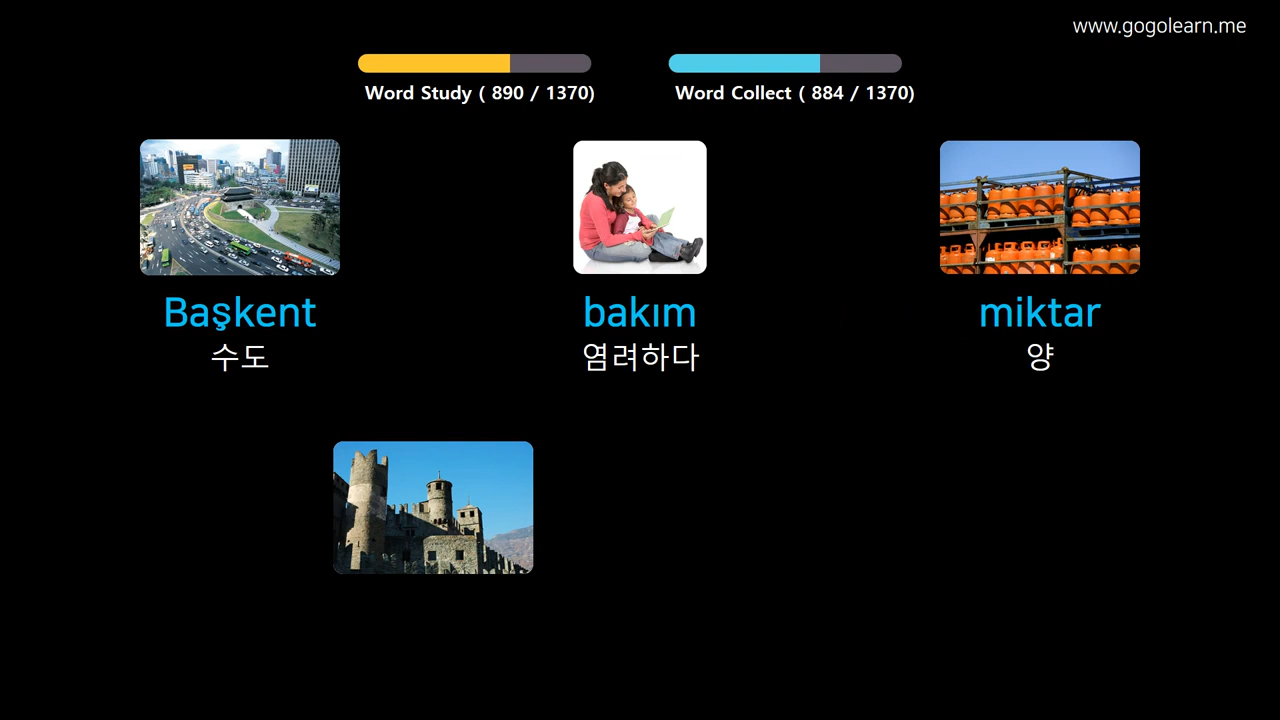 www.gogolearn.me
Word Study ( 890 / 1370)
Word Collect ( 884 / 1370)
Başkent
수도
bakım
염려하다
miktar
양